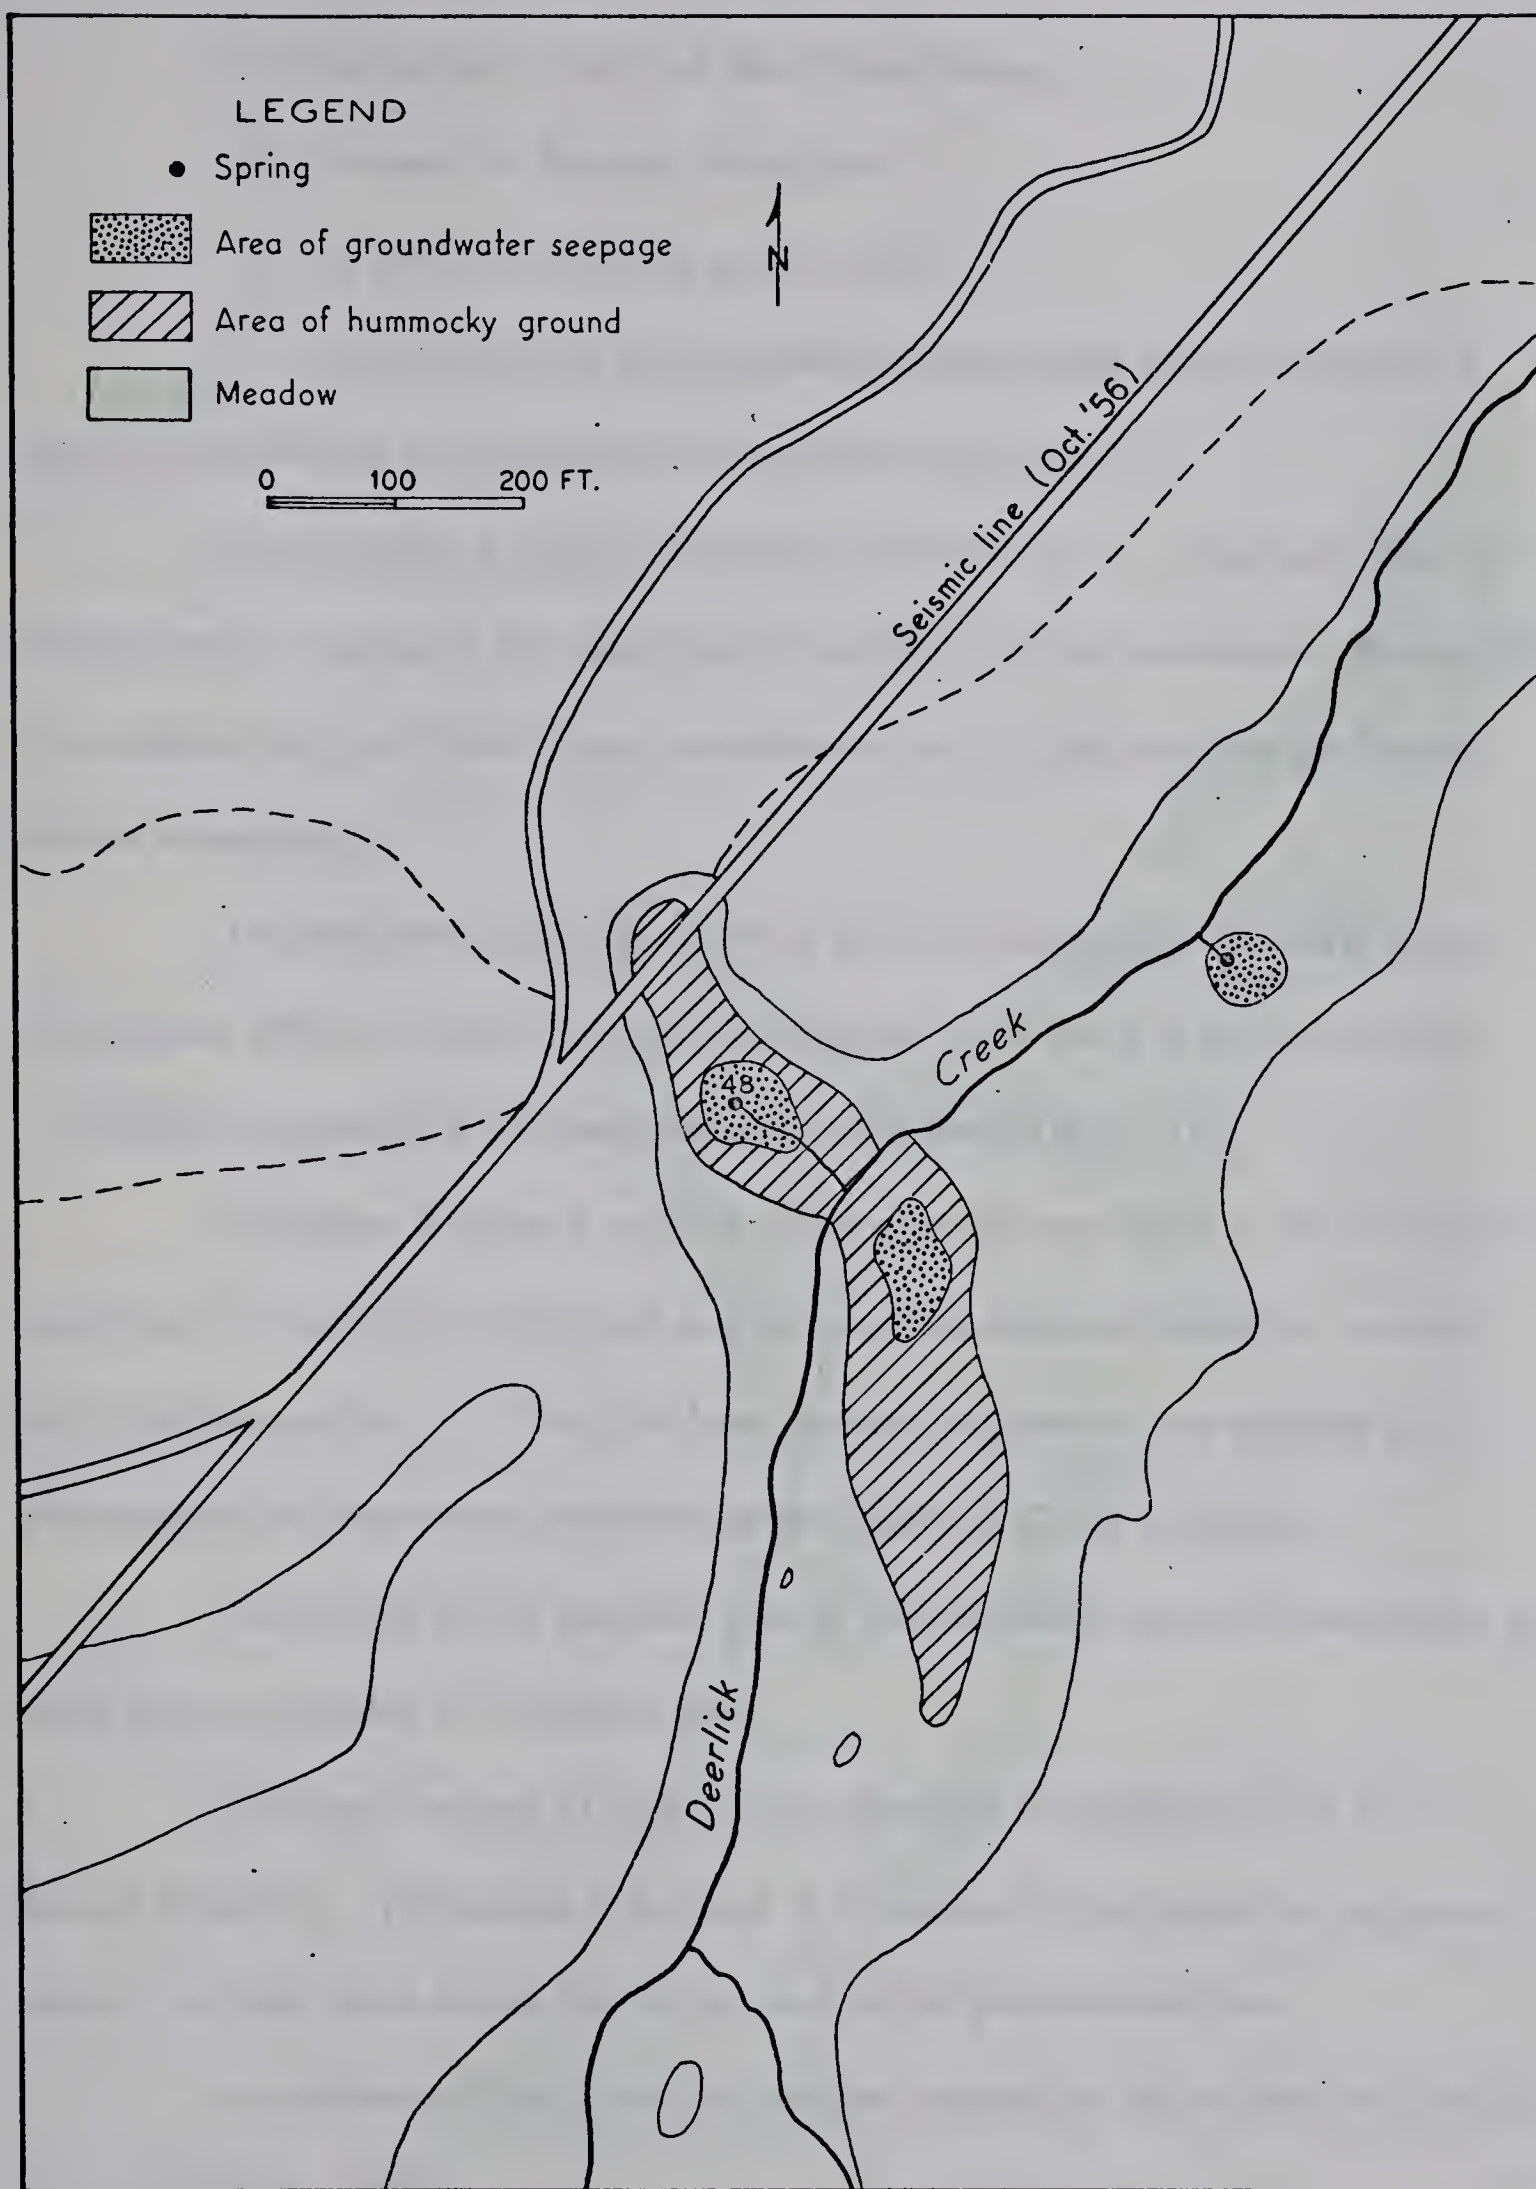 LEGEND
Spring
Area of groundwater seepage
Area of hummocky ground
Meadow
0 100 200 FT.
N
Seismic line (Oct. '56)
Creek
48
Deerlick